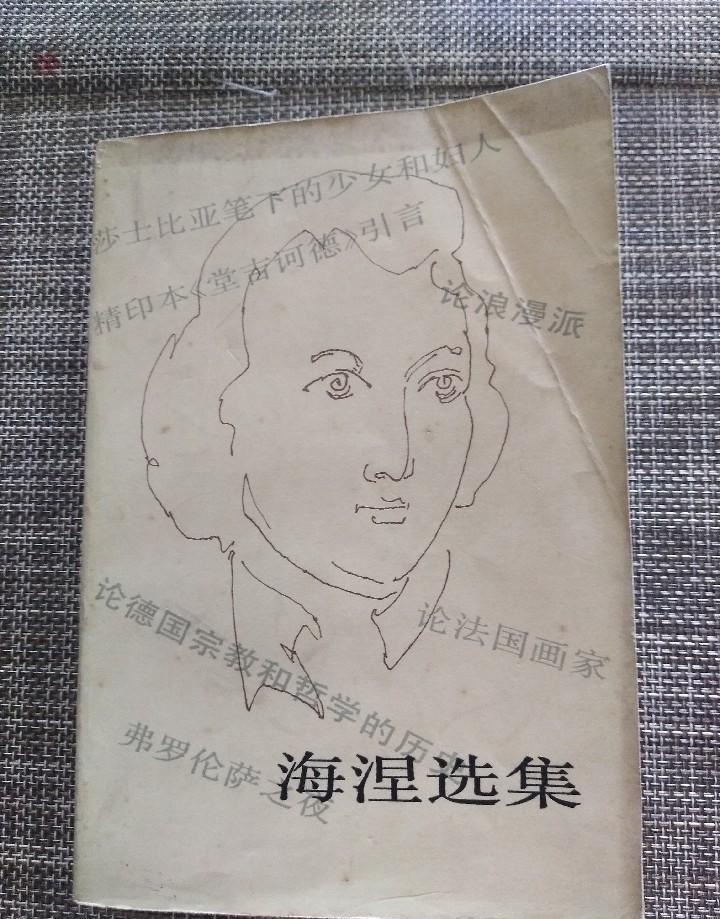 莎士比亚笔下的少女和妇人
精印本《堂吉诃德》引言
论浪漫派
论德国宗教和哲学的历史
论法国画家
弗罗伦萨之夜
海涅选集